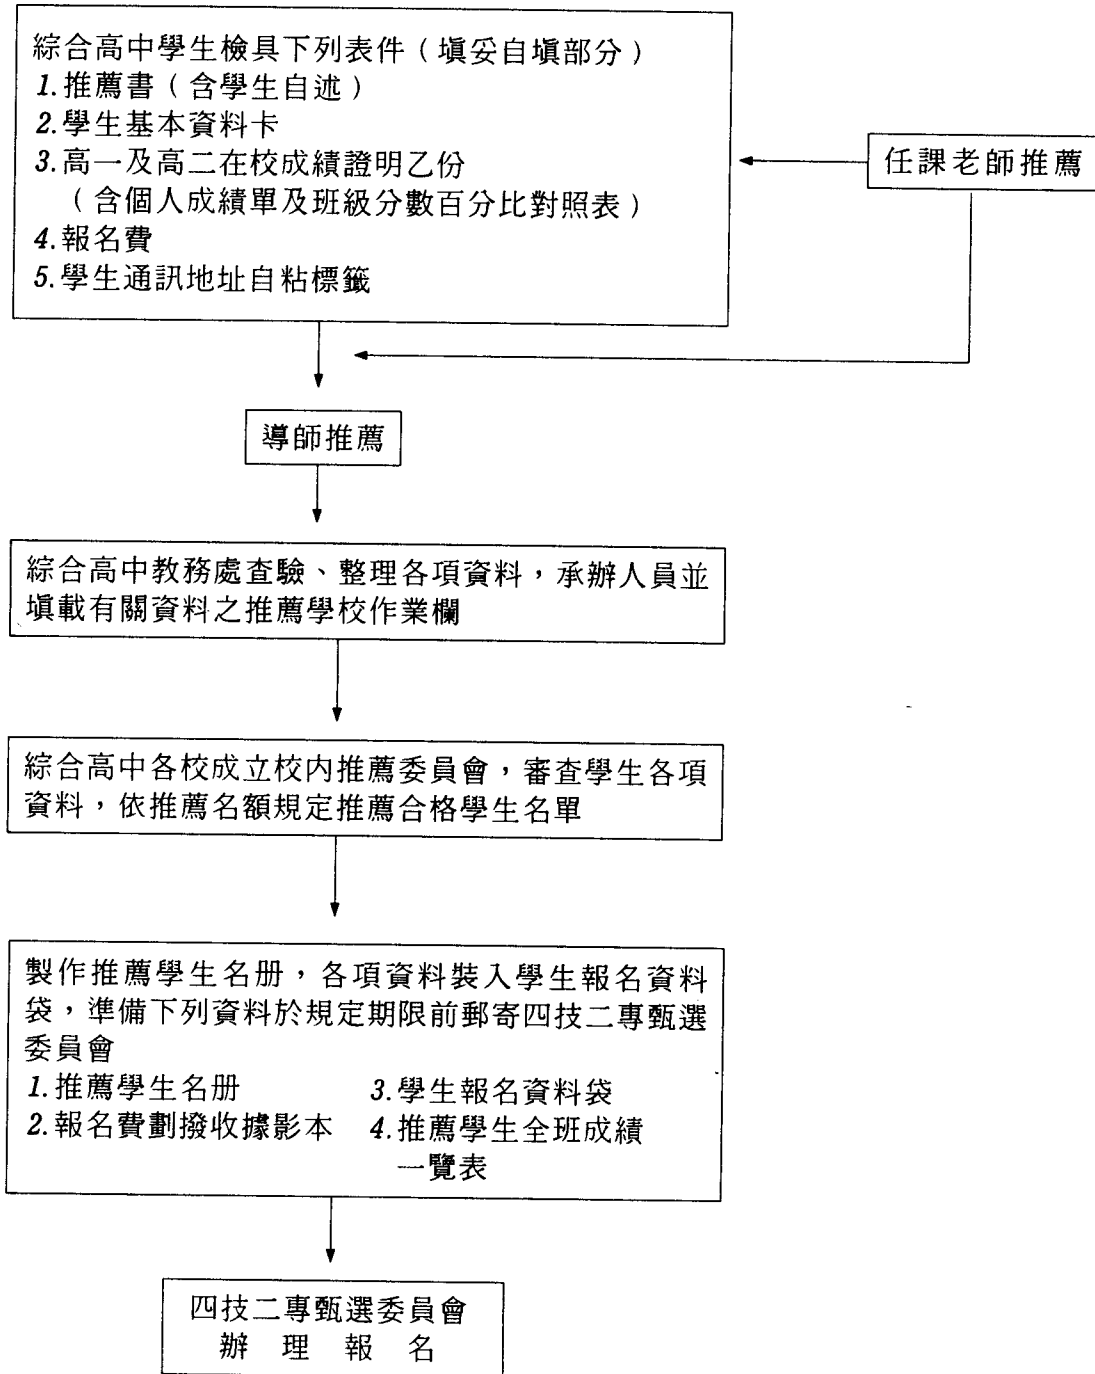 綜合高中學生檢具下列表件（填妥自填部分）
1.推薦書（含學生自述）
2.學生基本資料卡
3.高一及高二在校成績證明乙份
（含個人成績單及班級分數百分比對照表）
4.報名費
5.學生通訊地址自粘標籤
任課老師推薦
導師推薦
綜合高中教務處查驗、整理各項資料，承辦人員並
填載有關資料之推薦學校作業欄
綜合高中各校成立校内推薦委員會，審查學生各項
資料，依推薦名額規定推薦合格學生名單
製作推薦學生名册，各項資料裝入學生報名資料
袋，準備下列資料於規定期限前郵寄四技二專甄選
委員會
1.推薦學生名册
2.報名費劃撥收據影本
3.學生報名資料袋
4.推薦學生全班成績
一覽表
四技二專甄選委員會
辦理報名